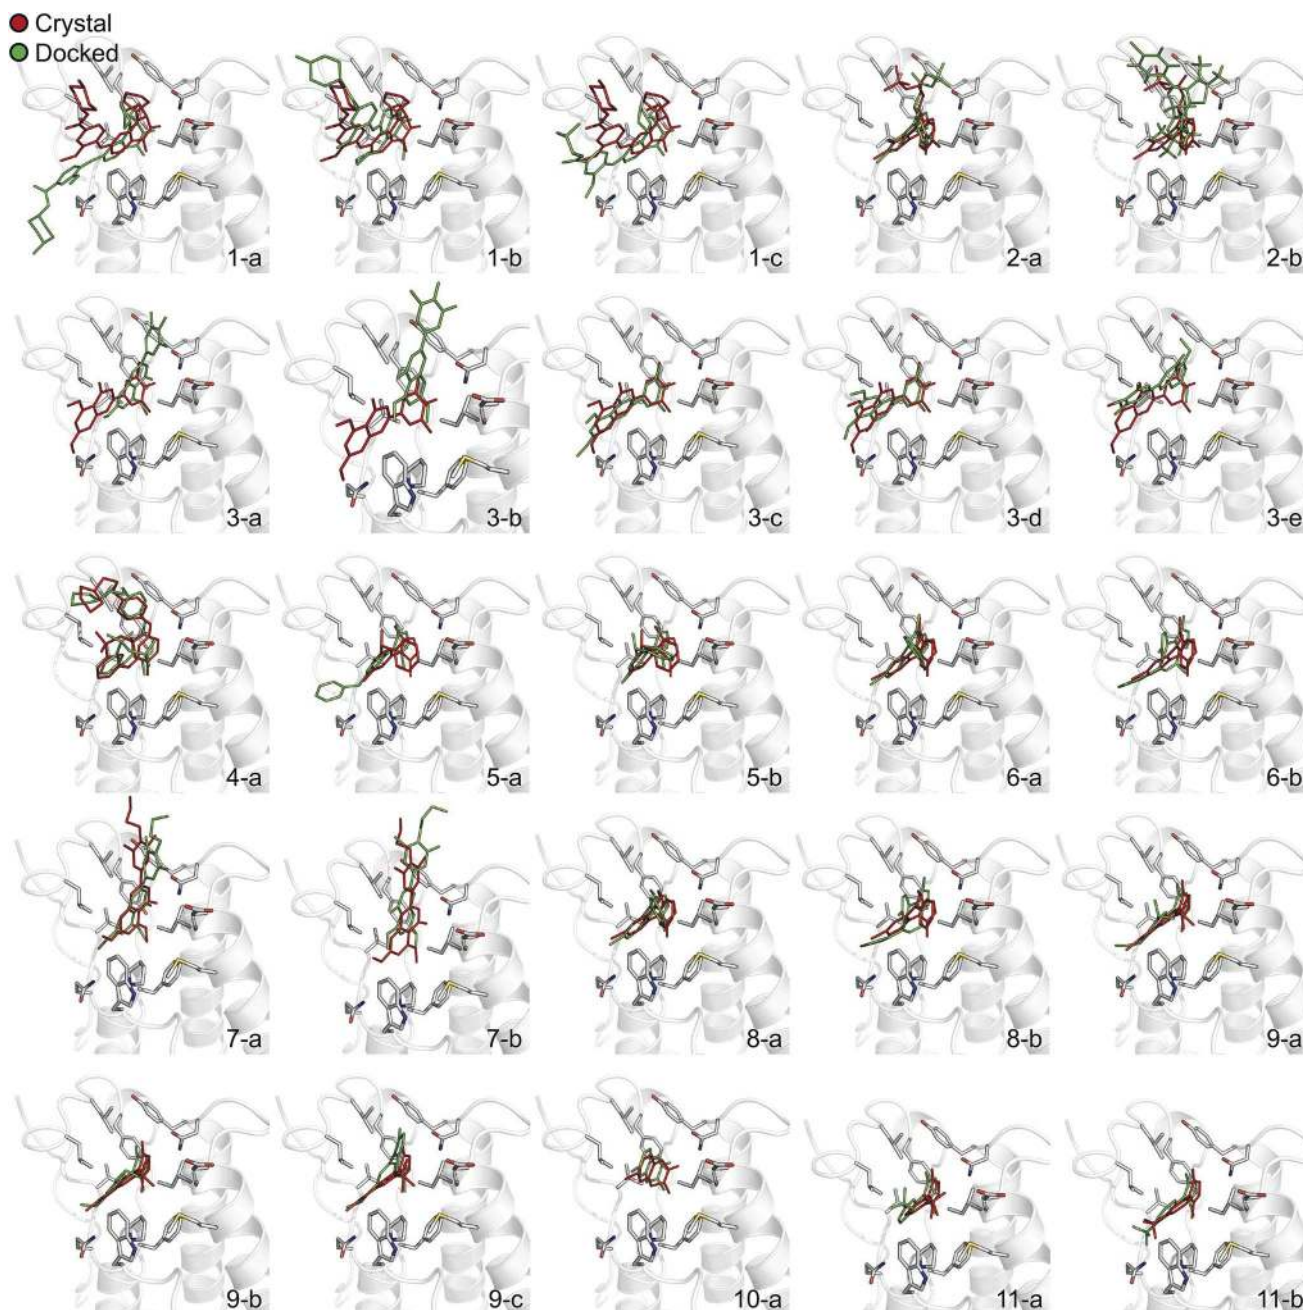 Crystal
Docked
1-a
1-b
1-c
2-a
2-b
3-a
3-b
3-c
3-d
3-e
4-a
5-a
5-b
6-a
6-b
7-a
7-b
8-a
8-b
9-a
9-b
9-c
10-a
11-a
11-b